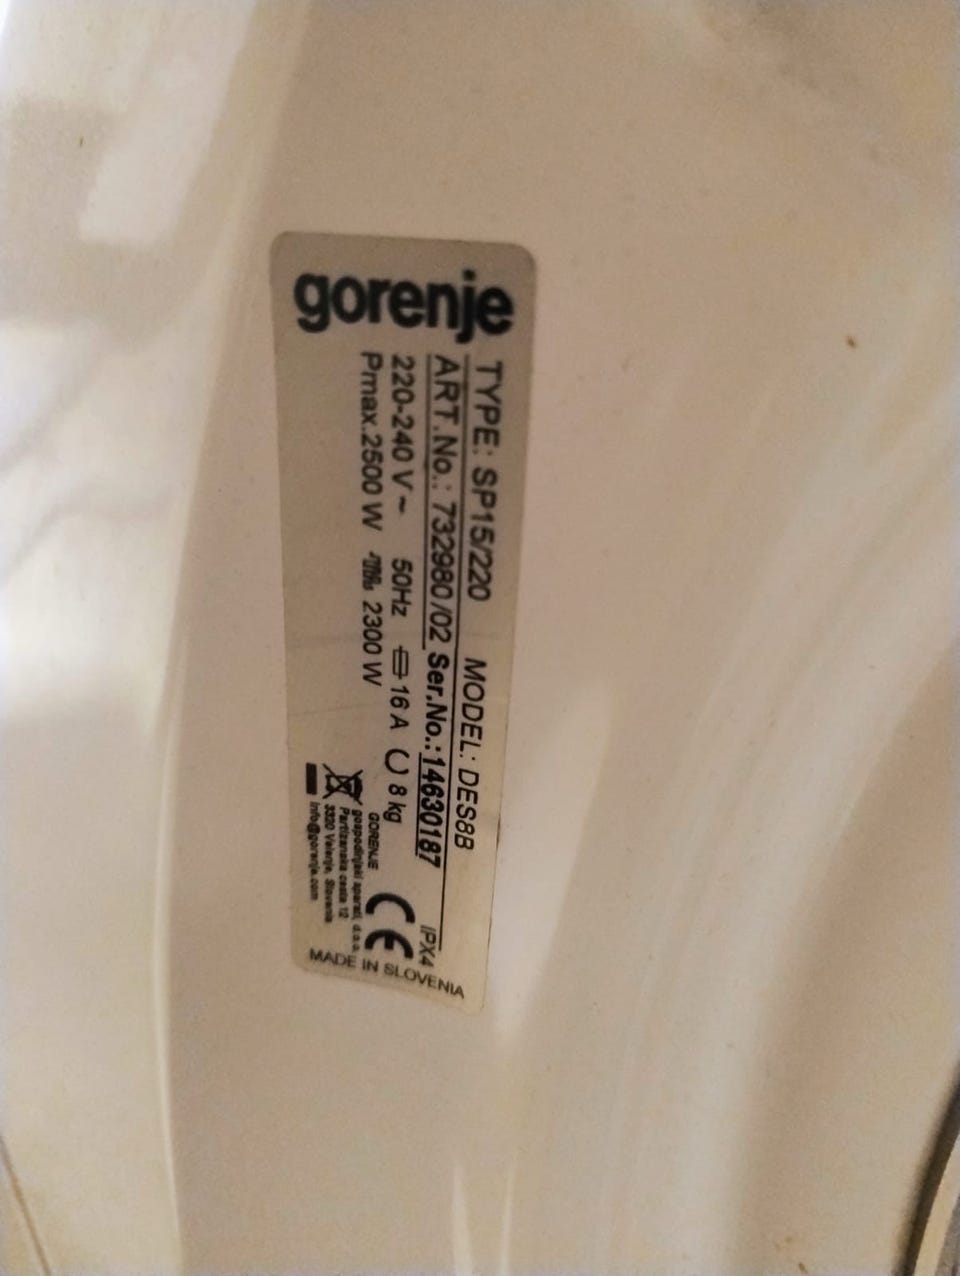 gorenje
TYPE: SP15/220 MODEL: DES8B
ART.No.: 732980/02 Ser.No.:14630187 IPX4
220-240 V~ 50Hz 16 A 8 kg
Pmax.2500 W 2300 W
GORENJE
gospodinjski aparati, d.o.o.
Partizanska cesta 12
3320 Velenje, Slovenia
info@gorenje.com
CE
MADE IN SLOVENIA